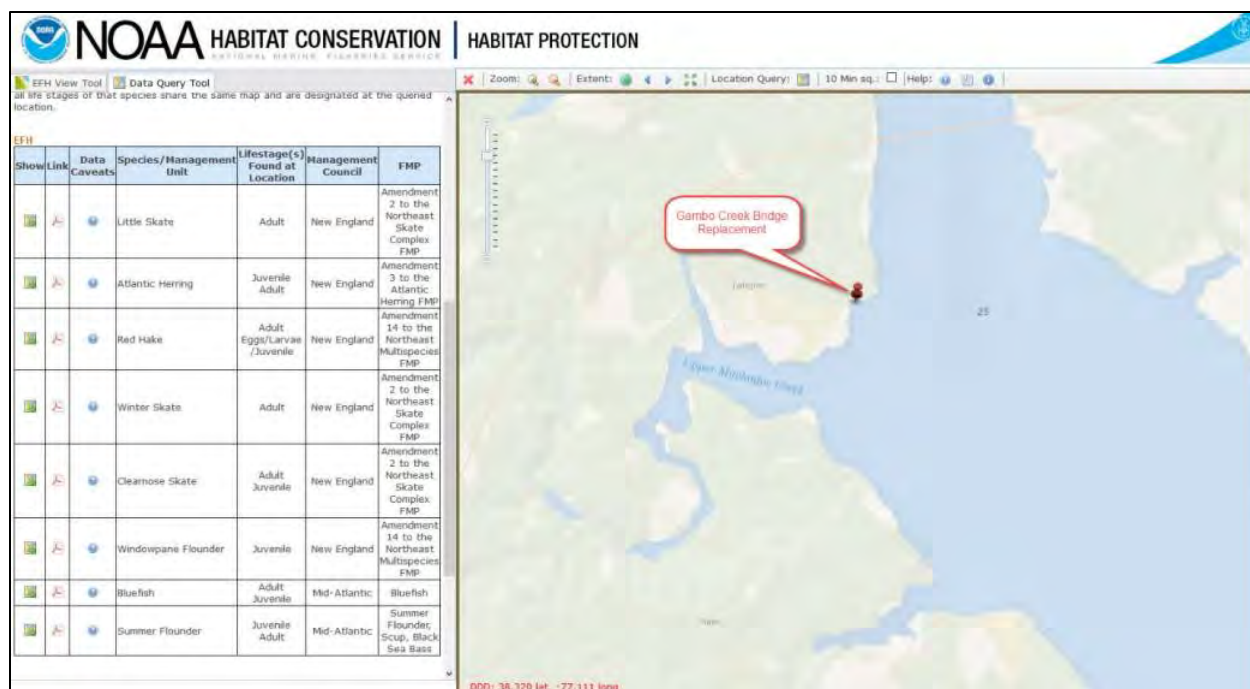 NOAA HABITAT CONSERVATION | HABITAT PROTECTION
NATIONAL MARINE FISHERIES SERVICE
EFH View Tool Data Query Tool
Zoom: Extent: Location Query: 10 Min sq.: Help:
all life stages of that species share the same map and are designated at the queried
location.
EFH
Show Link Data Caveats Species/Management Unit Lifestage(s) Found at Location Management Council FMP
Little Skate Adult New England Amendment 2 to the Northeast Skate Complex FMP
Atlantic Herring Juvenile Adult New England Amendment 3 to the Atlantic Herring FMP
Red Hake Adult Eggs/Larvae /Juvenile New England Amendment 14 to the Northeast Multispecies FMP
Winter Skate Adult New England Amendment 2 to the Northeast Skate Complex FMP
Clearnose Skate Adult Juvenile New England Amendment 2 to the Northeast Skate Complex FMP
Windowpane Flounder Juvenile New England Amendment 14 to the Northeast Multispecies FMP
Bluefish Adult Juvenile Mid-Atlantic Bluefish
Summer Flounder Juvenile Adult Mid-Atlantic Summer Flounder, Scup, Black Sea Bass
Gambo Creek Bridge
Replacement
25
Upper Machodoc Creek
DDD: 38.320 lat, -77.111 long